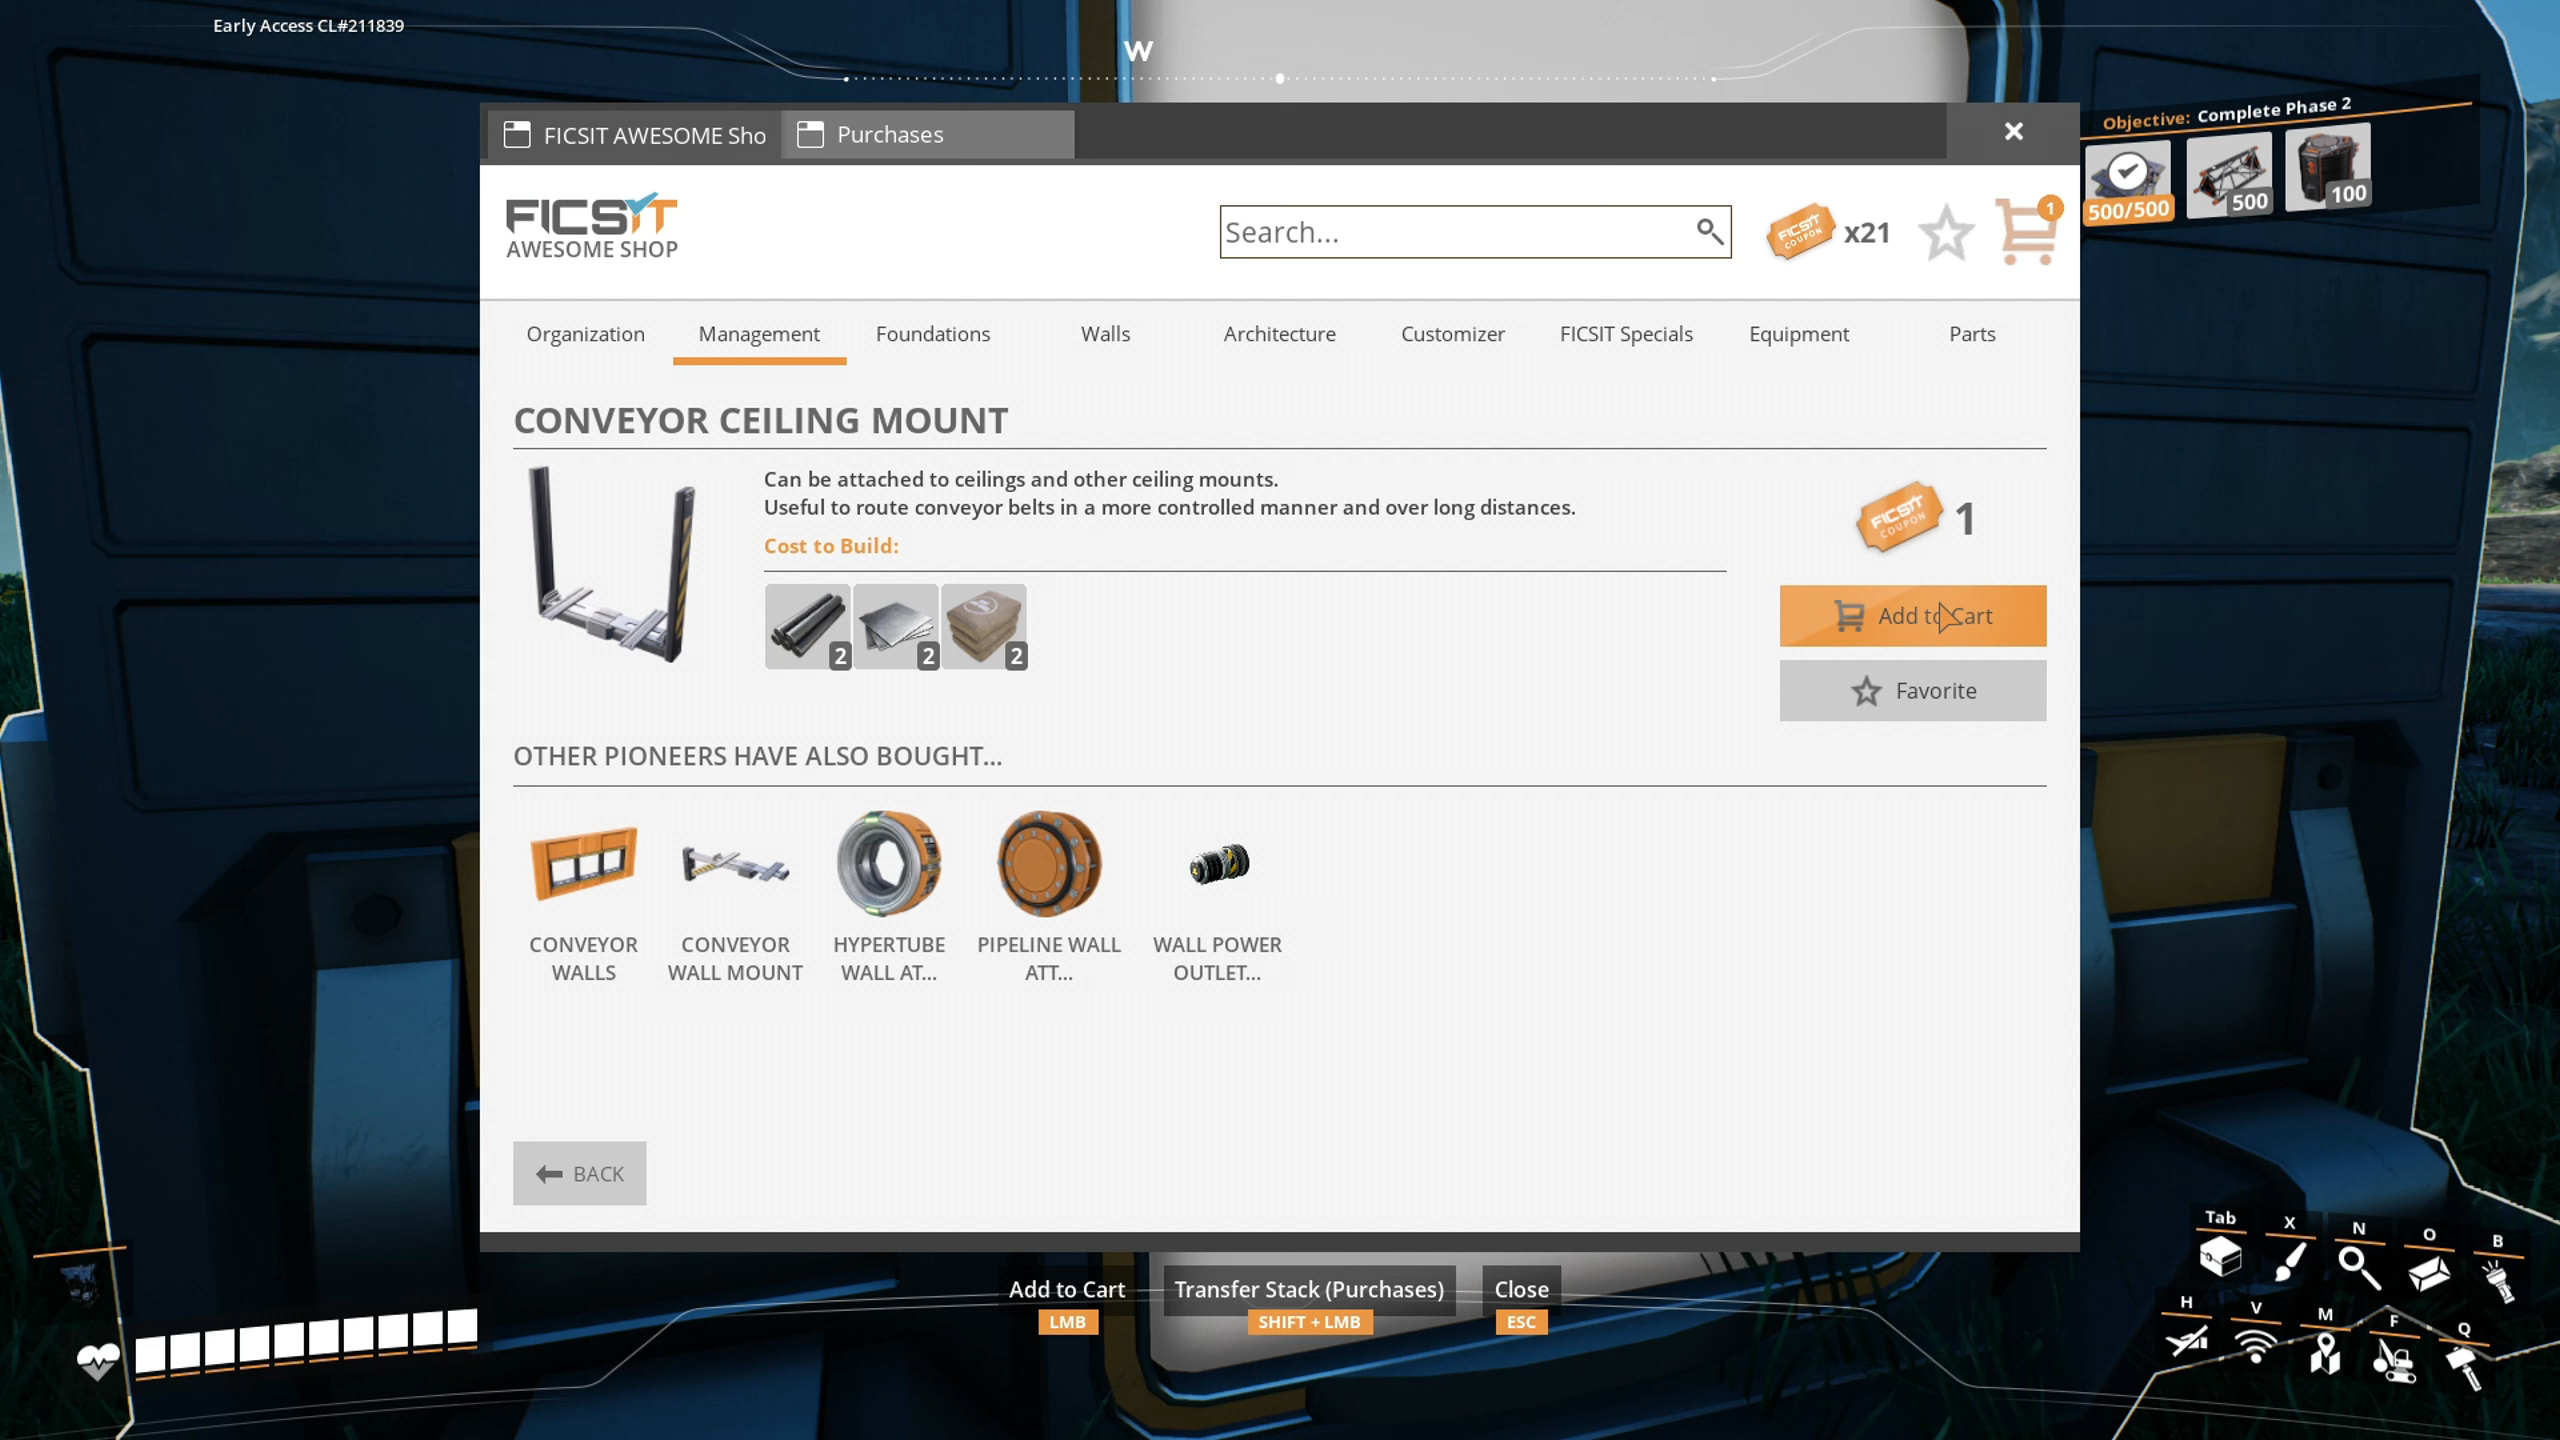 Early Access CL#211839
W
Objective: Complete Phase 2
500/500
500
100
FICSIT AWESOME Sho
Purchases
FICSIT
AWESOME SHOP
Search...
FICSIT COUPON
x21
1
Organization
Management
Foundations
Walls
Architecture
Customizer
FICSIT Specials
Equipment
Parts
CONVEYOR CEILING MOUNT
Can be attached to ceilings and other ceiling mounts.
Useful to route conveyor belts in a more controlled manner and over long distances.
Cost to Build:
2
2
2
FICSIT COUPON
1
Add to Cart
Favorite
OTHER PIONEERS HAVE ALSO BOUGHT...
CONVEYOR
WALLS
CONVEYOR
WALL MOUNT
HYPERTUBE
WALL AT...
PIPELINE WALL
ATT...
WALL POWER
OUTLET...
BACK
Add to Cart
LMB
Transfer Stack (Purchases)
SHIFT + LMB
Close
ESC
Tab
X
N
O
B
H
V
M
F
Q